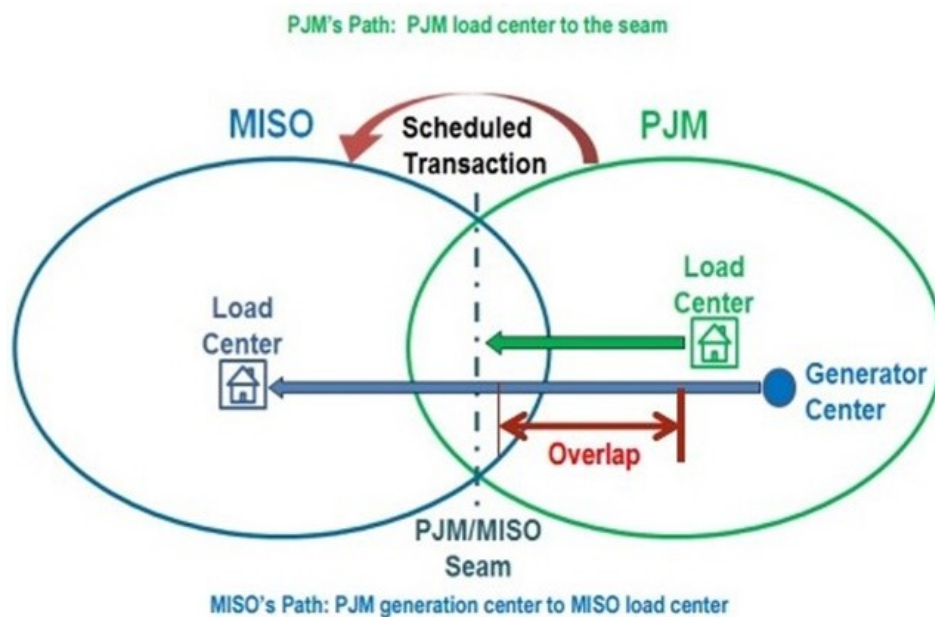 PJM's Path:  PJM load center to the seam
MISO
Scheduled
Transaction
PJM
Load
Center
Load
Center
Generator
Center
Overlap
PJM/MISO
Seam
MISO's Path: PJM generation center to MISO load center